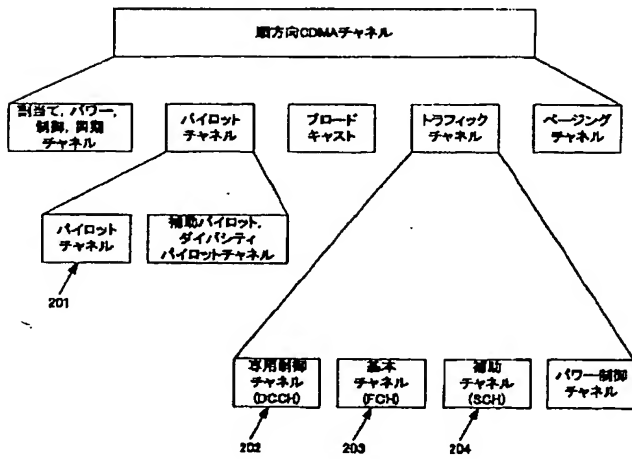 順方向CDMAチャネル
割当て, パワー,
制御, 同期
チャネル
パイロット
チャネル
ブロード
キャスト
トラフィック
チャネル
ページング
チャネル
パイロット
チャネル
補助パイロット,
ダイバシティ
パイロットチャネル
201
専用制御
チャネル
(DCCH)
基本
チャネル
(FCH)
補助
チャネル
(SCH)
パワー制御
チャネル
202
203
204